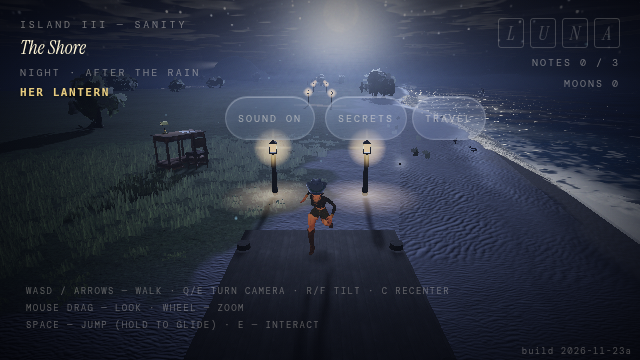 ISLAND III — SANITY
The Shore
NIGHT · AFTER THE RAIN
HER LANTERN
L U N A
NOTES 0 / 3
MOONS 0
SOUND ON
SECRETS
TRAVEL
WASD / ARROWS — WALK · Q/E TURN CAMERA · R/F TILT · C RECENTER
MOUSE DRAG — LOOK · WHEEL — ZOOM
SPACE — JUMP (HOLD TO GLIDE) · E — INTERACT
build 2026-11-23a